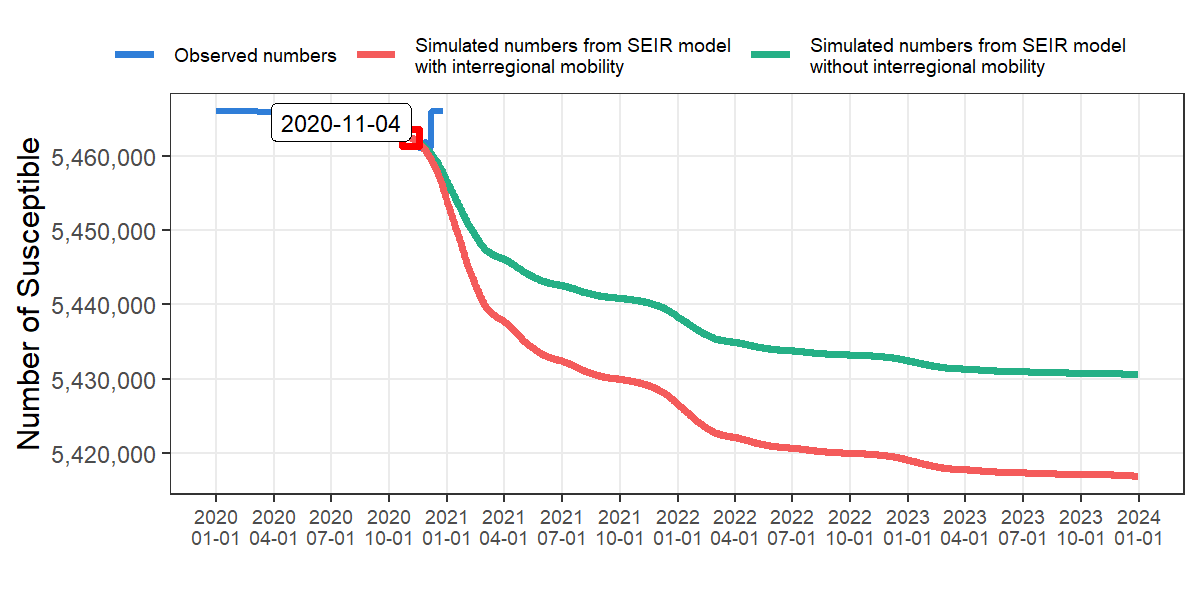 Observed numbers
Simulated numbers from SEIR model
with interregional mobility
Simulated numbers from SEIR model
without interregional mobility
Number of Susceptible
5,460,000
5,450,000
5,440,000
5,430,000
5,420,000
2020-11-04
2020 2020 2020 2020 2021 2021 2021 2021 2022 2022 2022 2022 2023 2023 2023 2023 2024
01-01 04-01 07-01 10-01 01-01 04-01 07-01 10-01 01-01 04-01 07-01 10-01 01-01 04-01 07-01 10-01 01-01